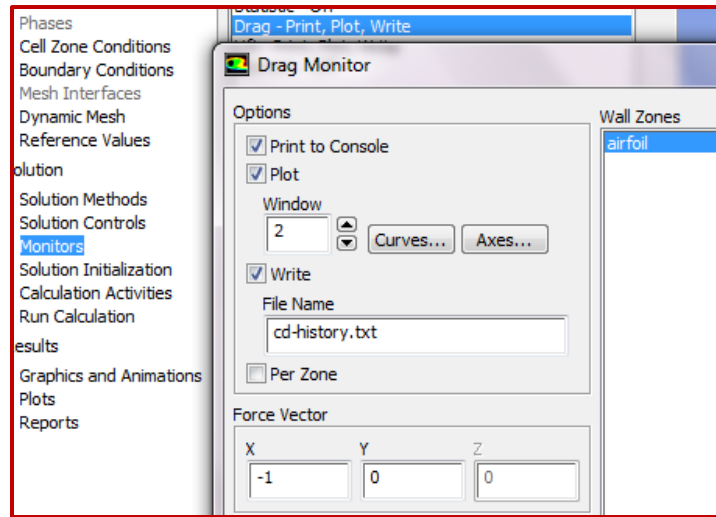 Phases
Cell Zone Conditions
Boundary Conditions
Mesh Interfaces
Dynamic Mesh
Reference Values
olution
Solution Methods
Solution Controls
Monitors
Solution Initialization
Calculation Activities
Run Calculation
esults
Graphics and Animations
Plots
Reports
Drag - Print, Plot, Write
Drag Monitor
Options
Print to Console
Plot
Window
2
Curves... Axes...
Write
File Name
cd-history.txt
Per Zone
Force Vector
X Y Z
-1 0 0
Wall Zones
airfoil